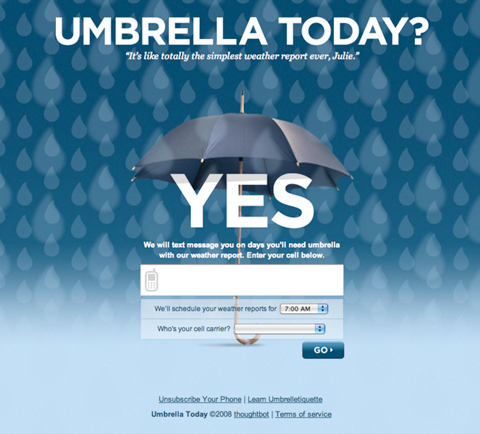 UMBRELLA TODAY?
“It's like totally the simplest weather report ever, Julie.”
YES
We will text message you on days you'll need umbrella
with our weather report. Enter your cell below.
We'll schedule your weather reports for 7:00 AM
Who's your cell carrier?
GO
Unsubscribe Your Phone | Learn Umbrelletiquette
Umbrella Today ©2008 thoughtbot | Terms of service